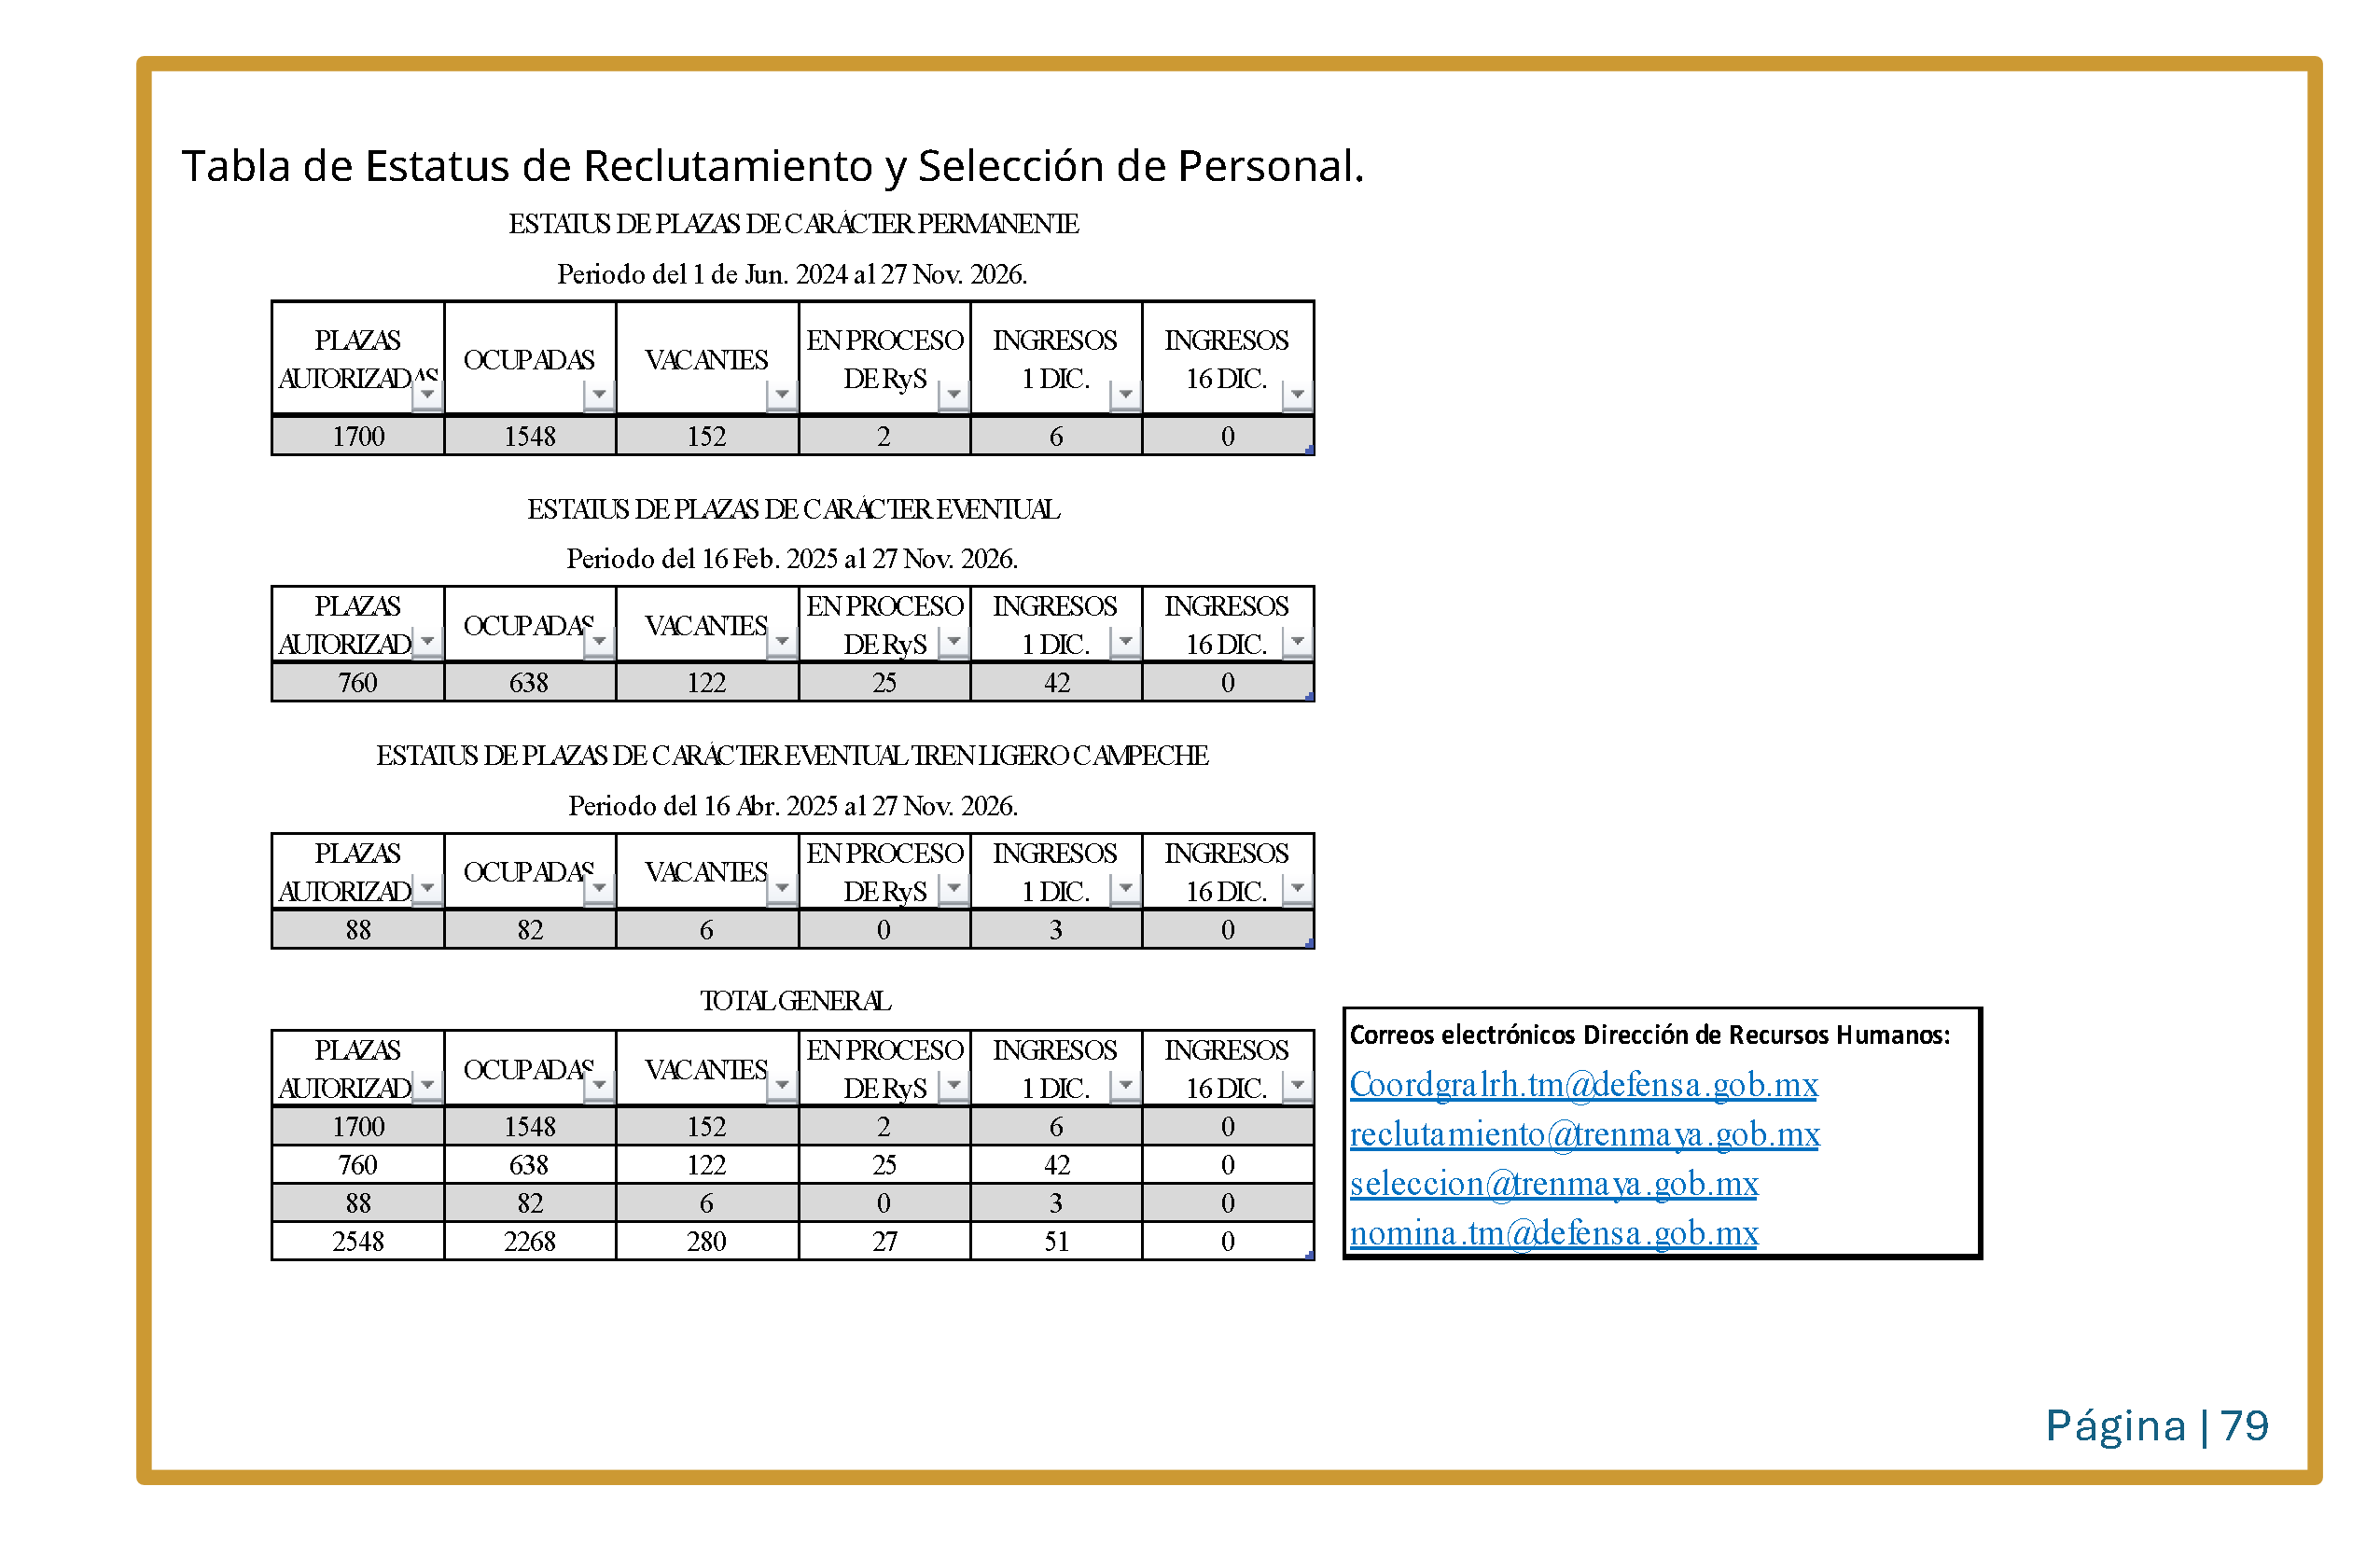 Tabla de Estatus de Reclutamiento y Selección de Personal.
ESTATUS DE PLAZAS DE CARÁCTER PERMANENTE
Periodo del 1 de Jun. 2024 al 27 Nov. 2026.
PLAZAS AUTORIZADAS OCUPADAS VACANTES EN PROCESO DE RyS INGRESOS 1 DIC. INGRESOS 16 DIC.
1700 1548 152 2 6 0
ESTATUS DE PLAZAS DE CARÁCTER EVENTUAL
Periodo del 16 Feb. 2025 al 27 Nov. 2026.
PLAZAS AUTORIZAD OCUPADAS VACANTES EN PROCESO DE RyS INGRESOS 1 DIC. INGRESOS 16 DIC.
760 638 122 25 42 0
ESTATUS DE PLAZAS DE CARÁCTER EVENTUAL TREN LIGERO CAMPECHE
Periodo del 16 Abr. 2025 al 27 Nov. 2026.
PLAZAS AUTORIZAD OCUPADAS VACANTES EN PROCESO DE RyS INGRESOS 1 DIC. INGRESOS 16 DIC.
88 82 6 0 3 0
TOTAL GENERAL
PLAZAS AUTORIZAD OCUPADAS VACANTES EN PROCESO DE RyS INGRESOS 1 DIC. INGRESOS 16 DIC.
1700 1548 152 2 6 0
760 638 122 25 42 0
88 82 6 0 3 0
2548 2268 280 27 51 0
Correos electrónicos Dirección de Recursos Humanos:
Coordgralrh.tm@defensa.gob.mx
reclutamiento@trenmaya.gob.mx
seleccion@trenmaya.gob.mx
nomina.tm@defensa.gob.mx
Página | 79